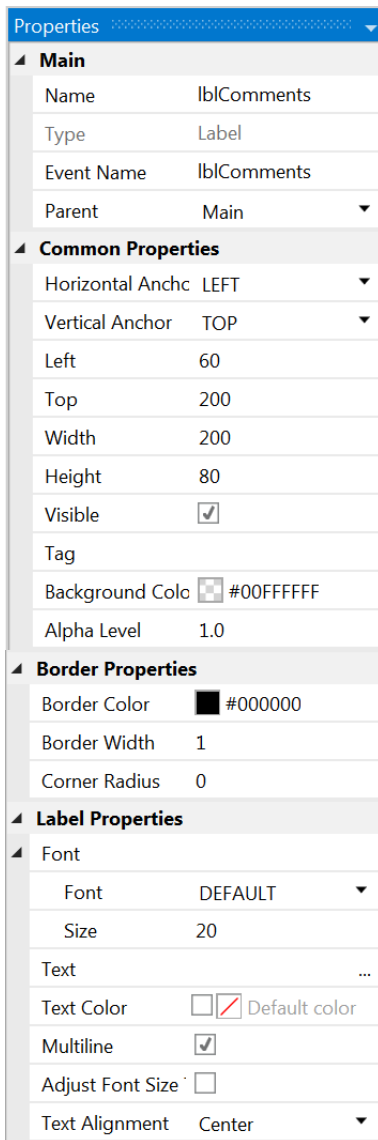 Properties
Main
Name lblComments
Type Label
Event Name lblComments
Parent Main
Common Properties
Horizontal Ancho LEFT
Vertical Anchor TOP
Left 60
Top 200
Width 200
Height 80
Visible
Tag
Background Colo #00FFFFFF
Alpha Level 1.0
Border Properties
Border Color #000000
Border Width 1
Corner Radius 0
Label Properties
Font
Font DEFAULT
Size 20
Text ...
Text Color Default color
Multiline
Adjust Font Size
Text Alignment Center